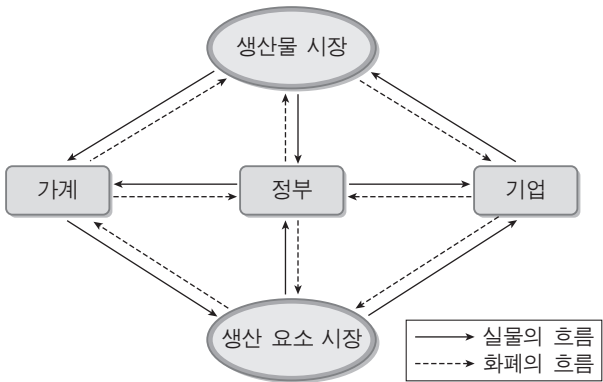 생산물 시장
가계
정부
기업
생산 요소 시장
실물의 흐름
화폐의 흐름